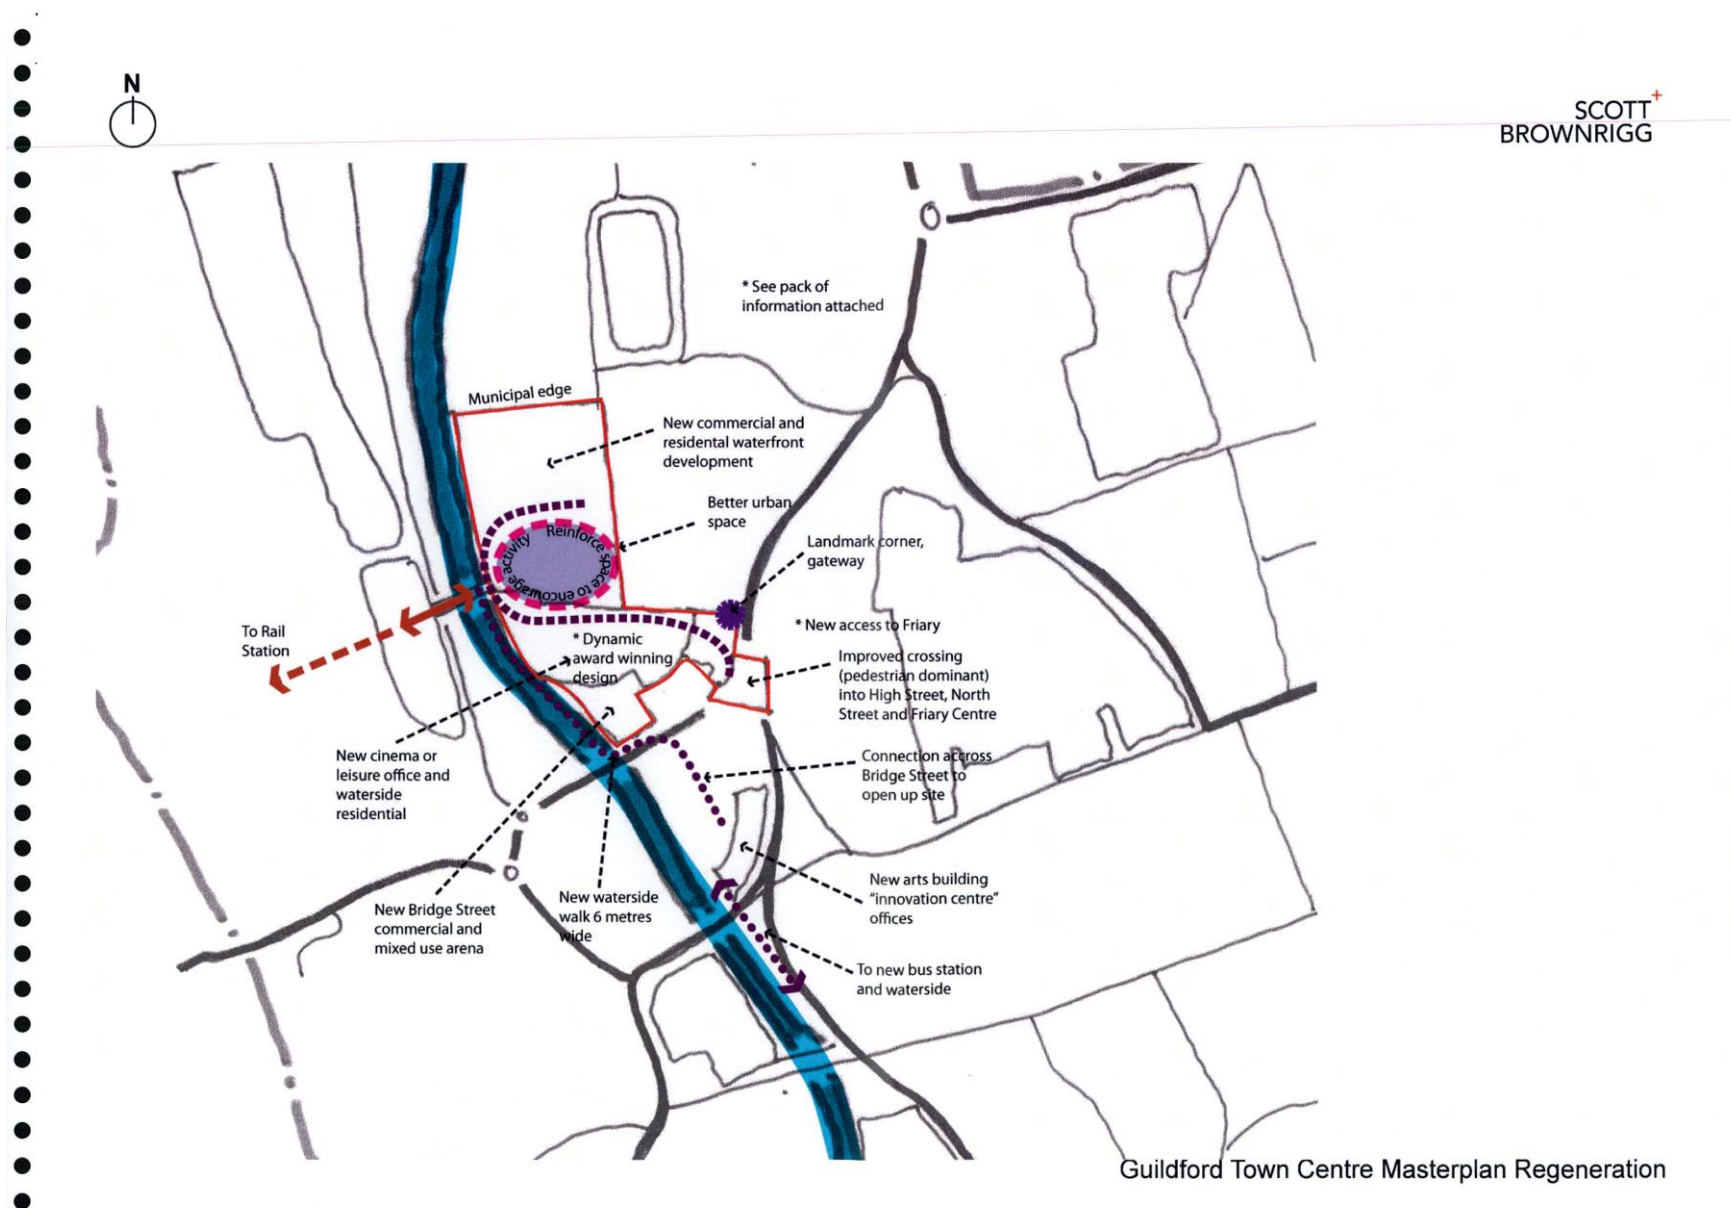 N
SCOTT
BROWNRIGG
* See pack of
information attached
Municipal edge
New commercial and
residental waterfront
development
Better urban
space
Reinforce space to encourage activity
Landmark corner,
gateway
* New access to Friary
To Rail
Station
* Dynamic
award winning
design
Improved crossing
(pedestrian dominant)
into High Street, North
Street and Friary Centre
New cinema or
leisure office and
waterside
residential
Connection accross
Bridge Street to
open up site
New Bridge Street
commercial and
mixed use arena
New waterside
walk 6 metres
wide
New arts building
“innovation centre”
offices
To new bus station
and waterside
Guildford Town Centre Masterplan Regeneration